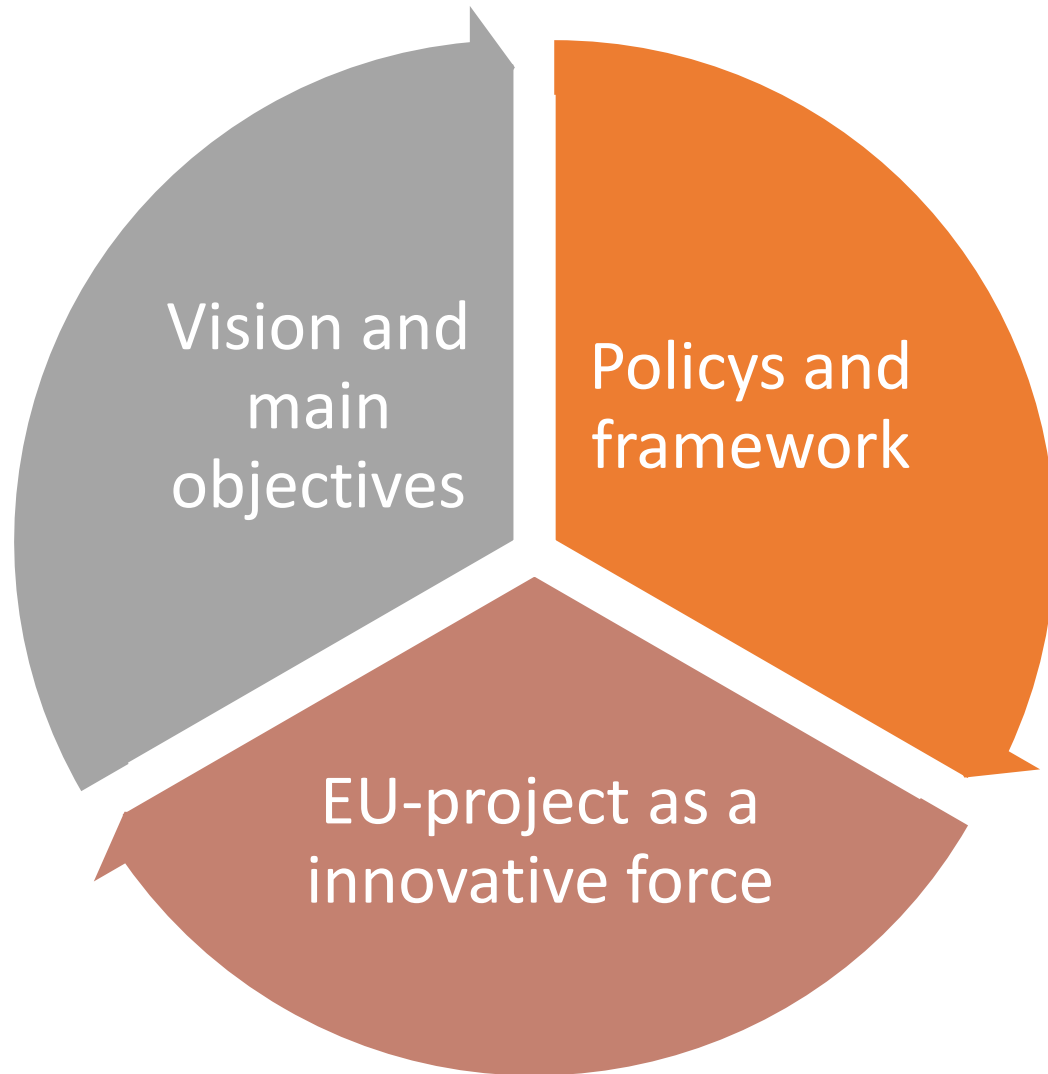 Vision and
main
objectives
Policys and
framework
EU-project as a
innovative force